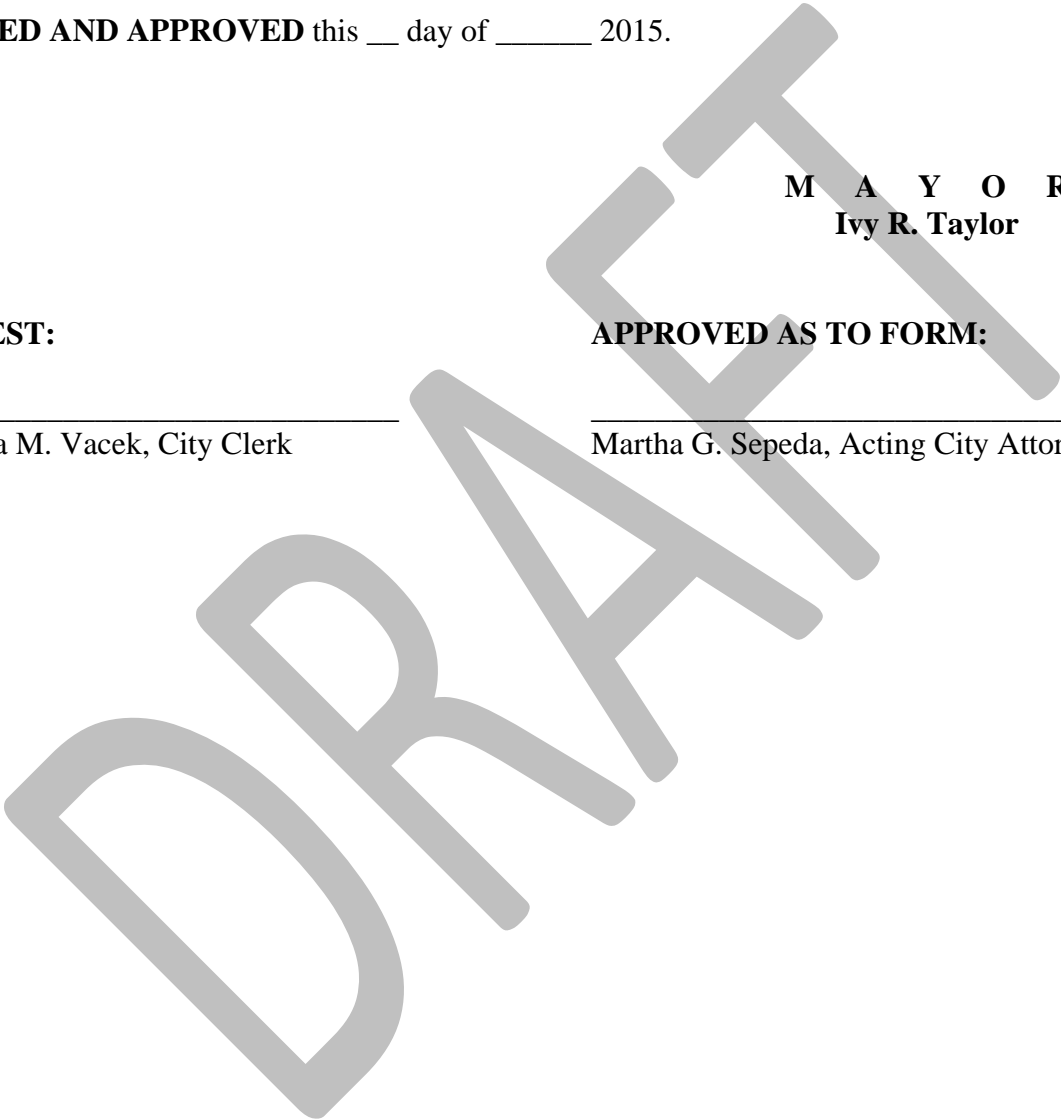 ED AND APPROVED this __ day of ______ 2015.
M A Y O R
Ivy R. Taylor
EST:
APPROVED AS TO FORM:
a M. Vacek, City Clerk
Martha G. Sepeda, Acting City Attor
DRAFT